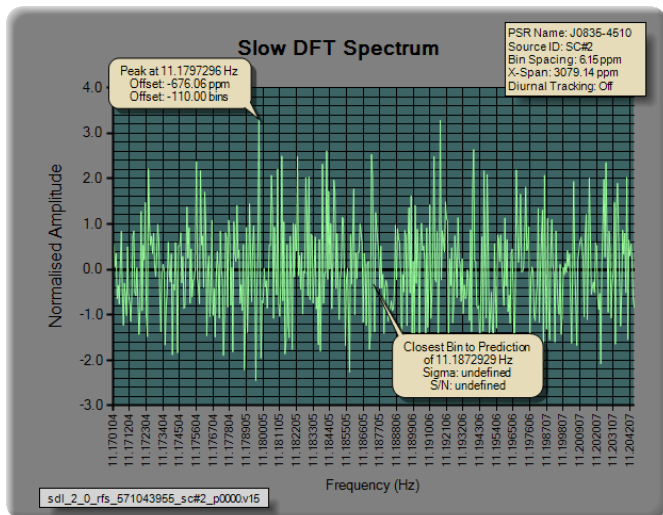 Slow DFT Spectrum
PSR Name: J0835-4510
Source ID: SC#2
Bin Spacing: 6.15ppm
X-Span: 3079.14 ppm
Diurnal Tracking: Off
Peak at 11.1797296 Hz
Offset: -676.06 ppm
Offset: -110.00 bins
4.0
3.0
2.0
1.0
0.0
-1.0
-2.0
-3.0
Normalised Amplitude
Closest Bin to Prediction
of 11.1872929 Hz
Sigma: undefined
S/N: undefined
11.170104
11.171204
11.172304
11.173404
11.174504
11.175604
11.176704
11.177804
11.178905
11.180005
11.181105
11.182205
11.183305
11.184405
11.185505
11.186605
11.187705
11.188806
11.189906
11.191006
11.192106
11.193206
11.194306
11.195406
11.196506
11.197606
11.198707
11.199807
11.200907
11.202007
11.203107
11.204207
Frequency (Hz)
sdl_2_0_rfs_571043955_sc#2_p0000.v15